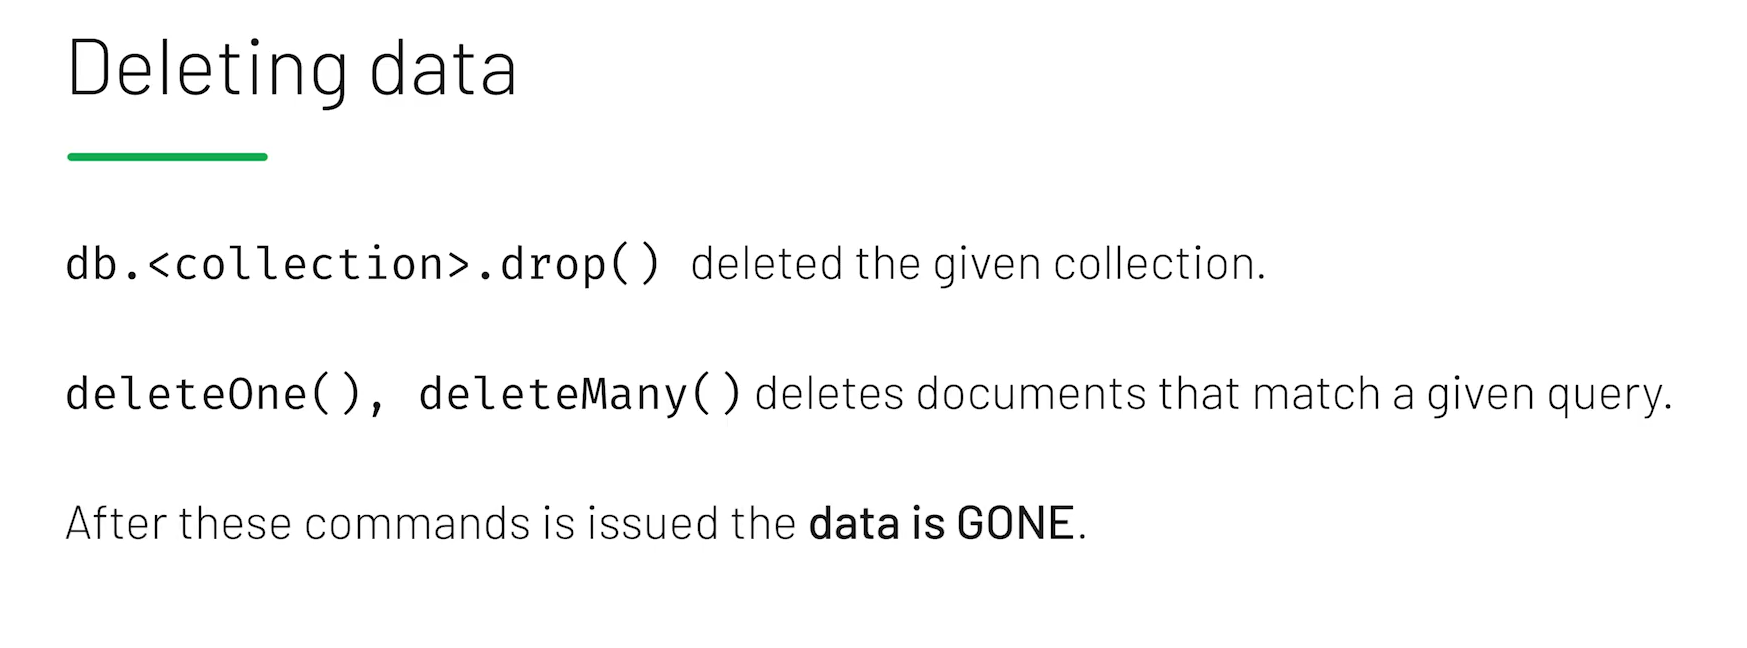 Deleting data
db.<collection>.drop() deleted the given collection.
deleteOne(), deleteMany() deletes documents that match a given query.
After these commands is issued the data is GONE.